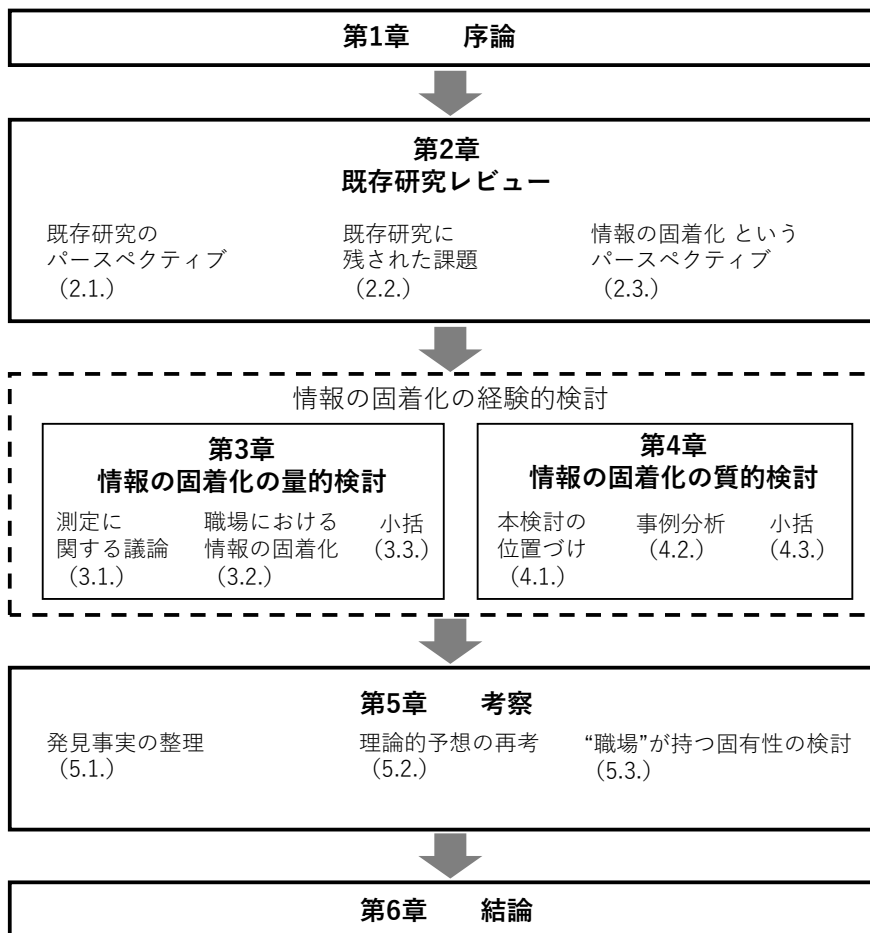 第1章　　序論
第2章
既存研究レビュー
既存研究の
パースペクティブ
（2.1.）
既存研究に
残された課題
（2.2.）
情報の固着化 という
パースペクティブ
（2.3.）
情報の固着化の経験的検討
第3章
情報の固着化の量的検討
測定に
関する議論
（3.1.）
職場における
情報の固着化
（3.2.）
小括
（3.3.）
第4章
情報の固着化の質的検討
本検討の
位置づけ
（4.1.）
事例分析
（4.2.）
小括
（4.3.）
第5章　　考察
発見事実の整理
（5.1.）
理論的予想の再考
（5.2.）
“職場”が持つ固有性の検討
（5.3.）
第6章　　結論